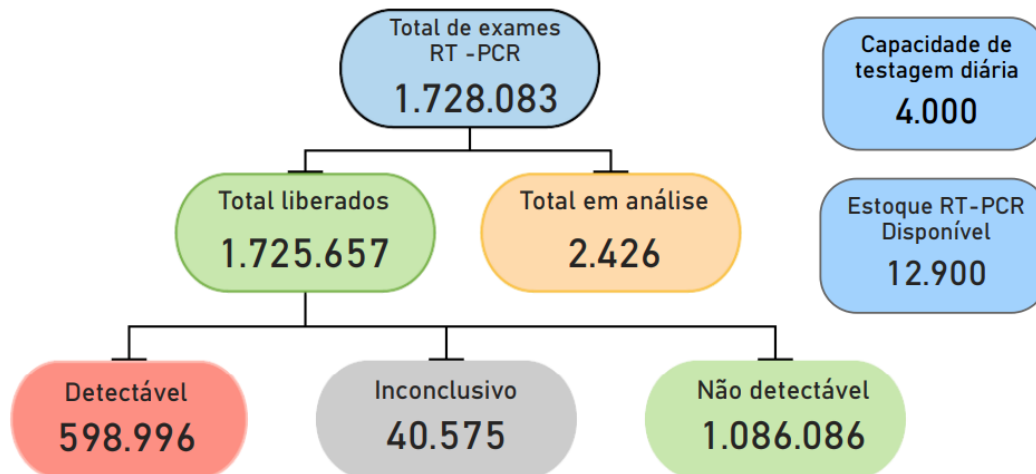 Total de exames
RT -PCR
1.728.083
Capacidade de
testagem diária
4.000
Total liberados
1.725.657
Total em análise
2.426
Estoque RT-PCR
Disponível
12.900
Detectável
598.996
Inconclusivo
40.575
Não detectável
1.086.086